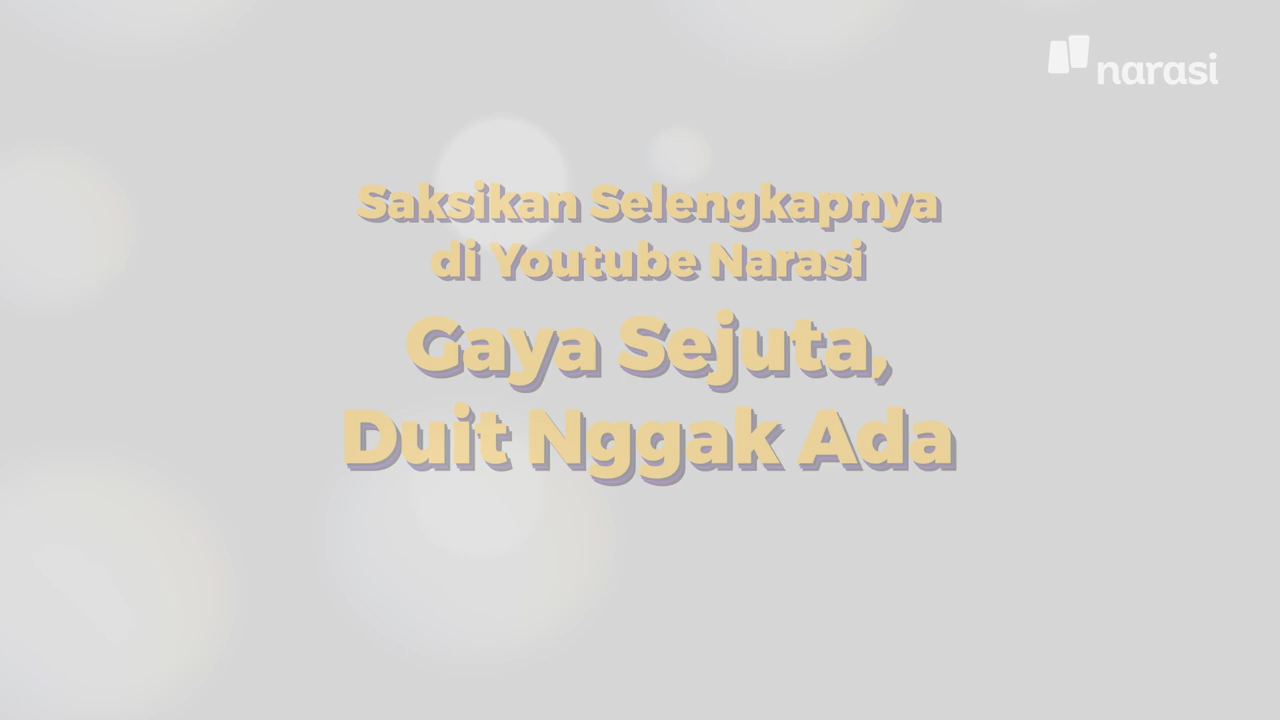 narasi
Saksikan Selengkapnya
di Youtube Narasi
Gaya Sejuta,
Duit Nggak Ada